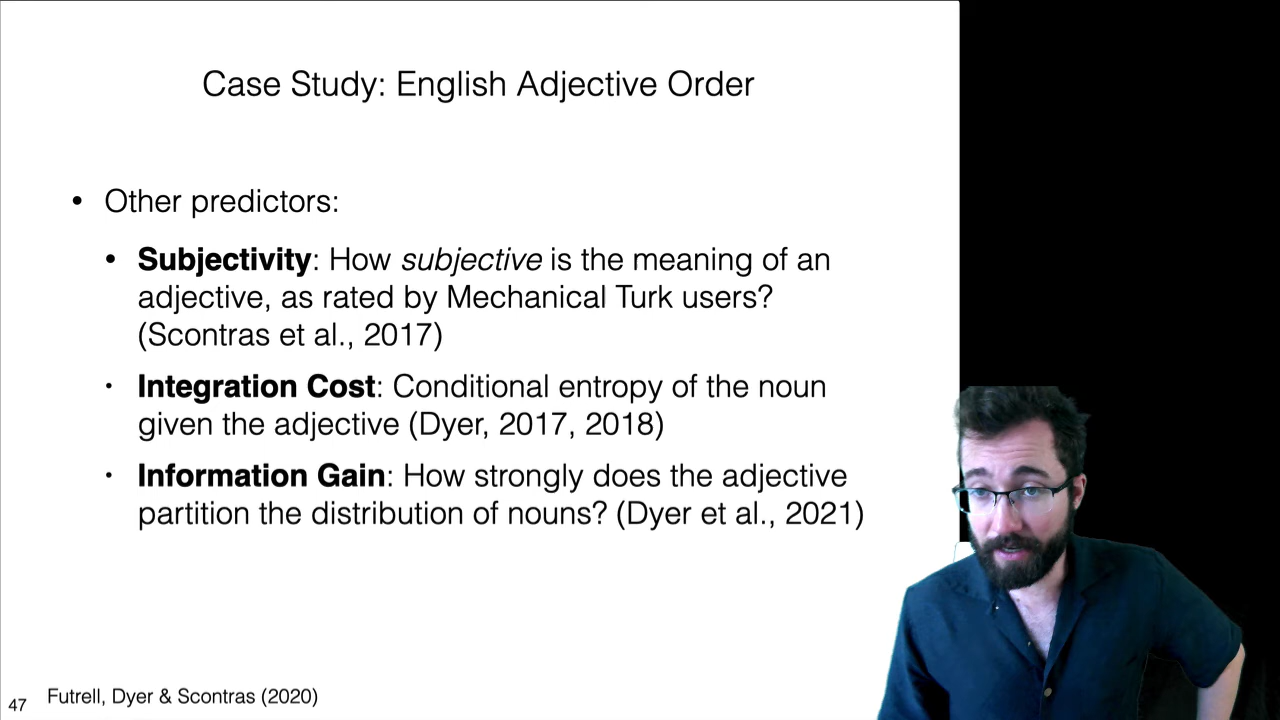 Case Study: English Adjective Order
• Other predictors:
• Subjectivity: How subjective is the meaning of an
adjective, as rated by Mechanical Turk users?
(Scontras et al., 2017)
• Integration Cost: Conditional entropy of the noun
given the adjective (Dyer, 2017, 2018)
• Information Gain: How strongly does the adjective
partition the distribution of nouns? (Dyer et al., 2021)
47 Futrell, Dyer & Scontras (2020)